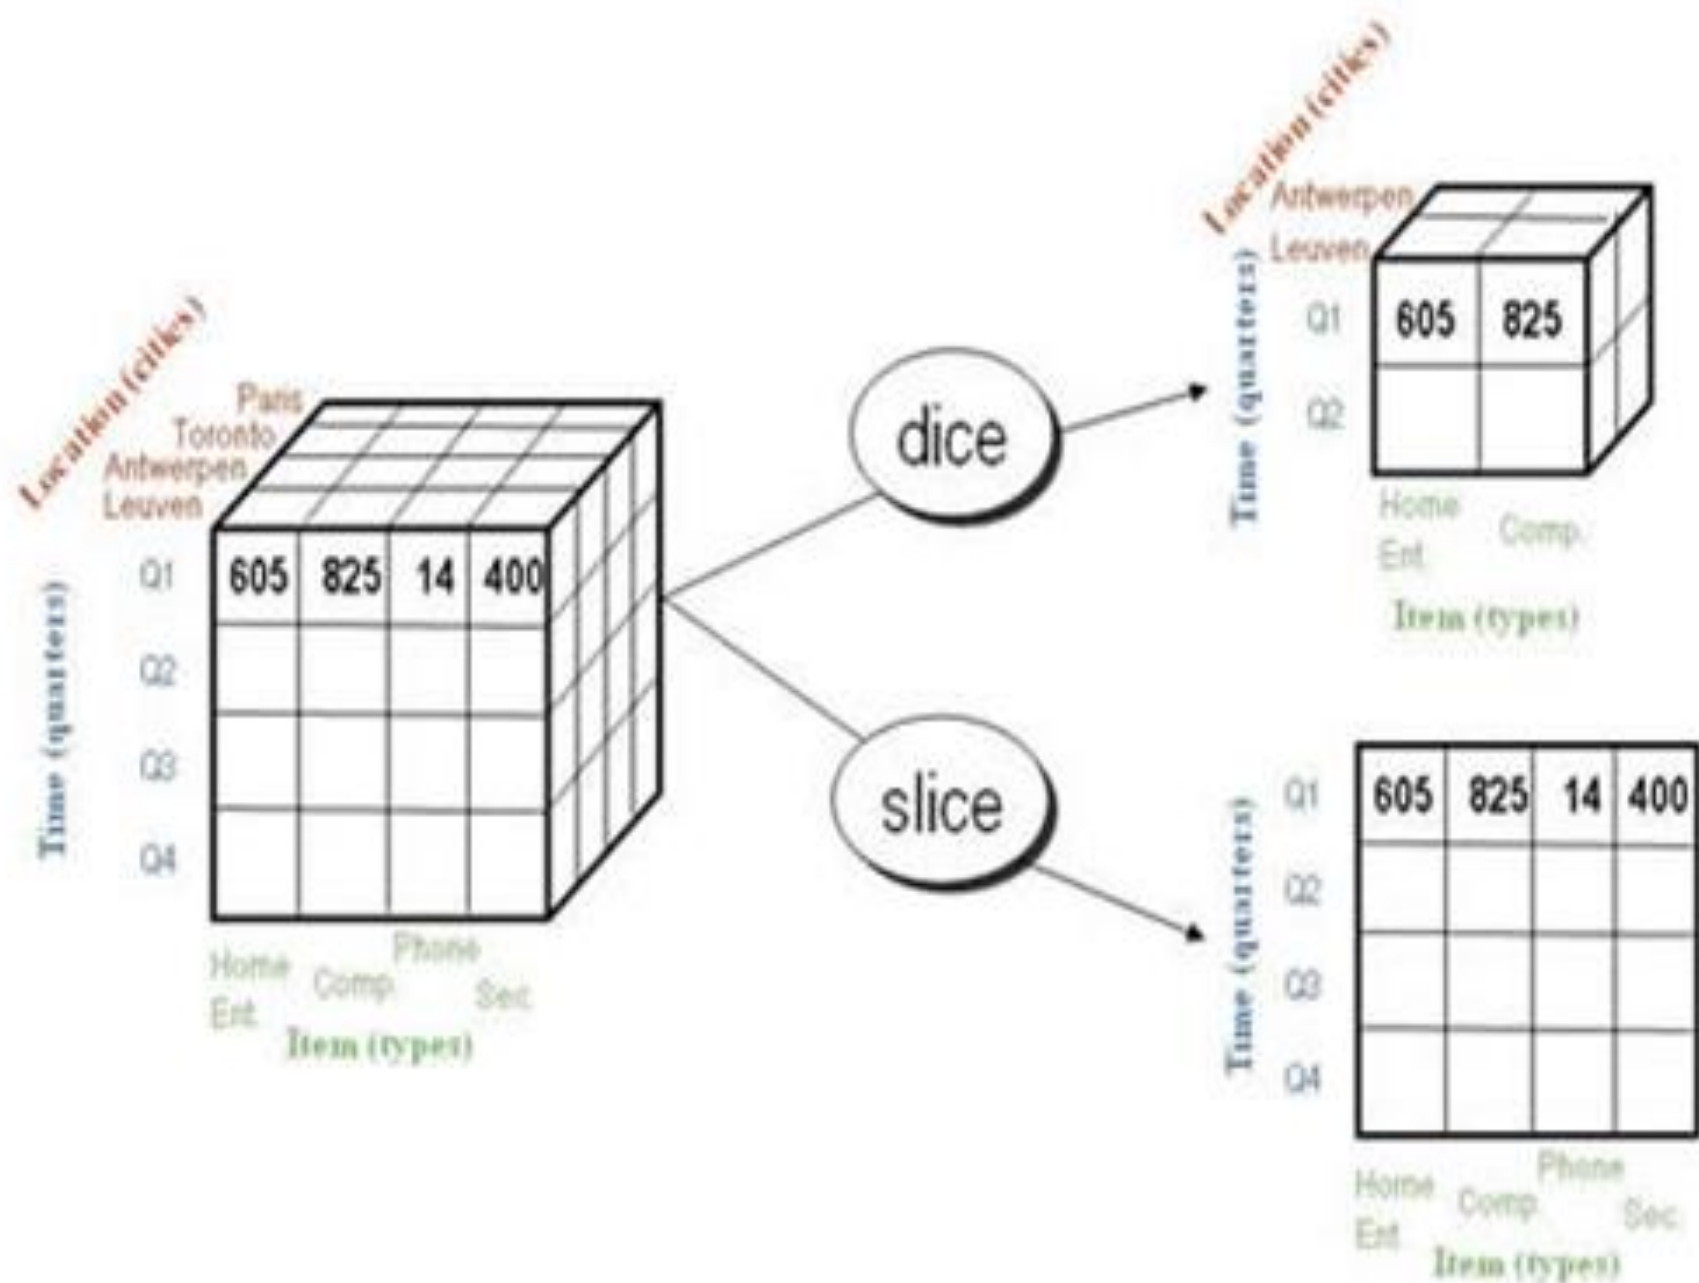 Location (cities)
Paris
Toronto
Antwerpen
Leuven
Time (quarters)
Q1
605 825 14 400
Q2
Q3
Q4
Home Ent.
Comp.
Phone
Sec.
Item (types)
dice
slice
Location (cities)
Antwerpen
Leuven
Time (quarters)
Q1
605 825
Q2
Home
Ent.
Comp.
Item (types)
Time (quarters)
Q1
605 825 14 400
Q2
Q3
Q4
Home
Ent.
Comp.
Phone
Sec.
Item (types)